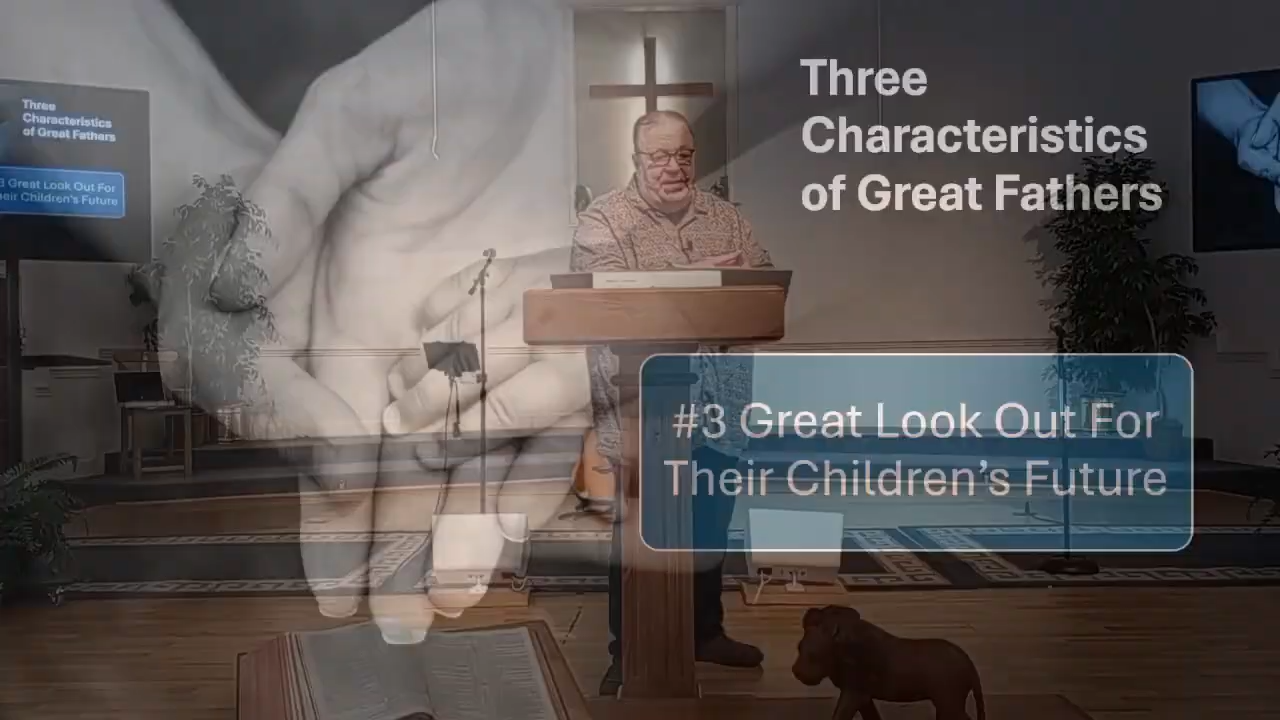 Three
Characteristics
of Great Fathers
#3 Great Look Out For
Their Children's Future
Three
Characteristics
of Great Fathers
3 Great Look Out For
heir Children's Future